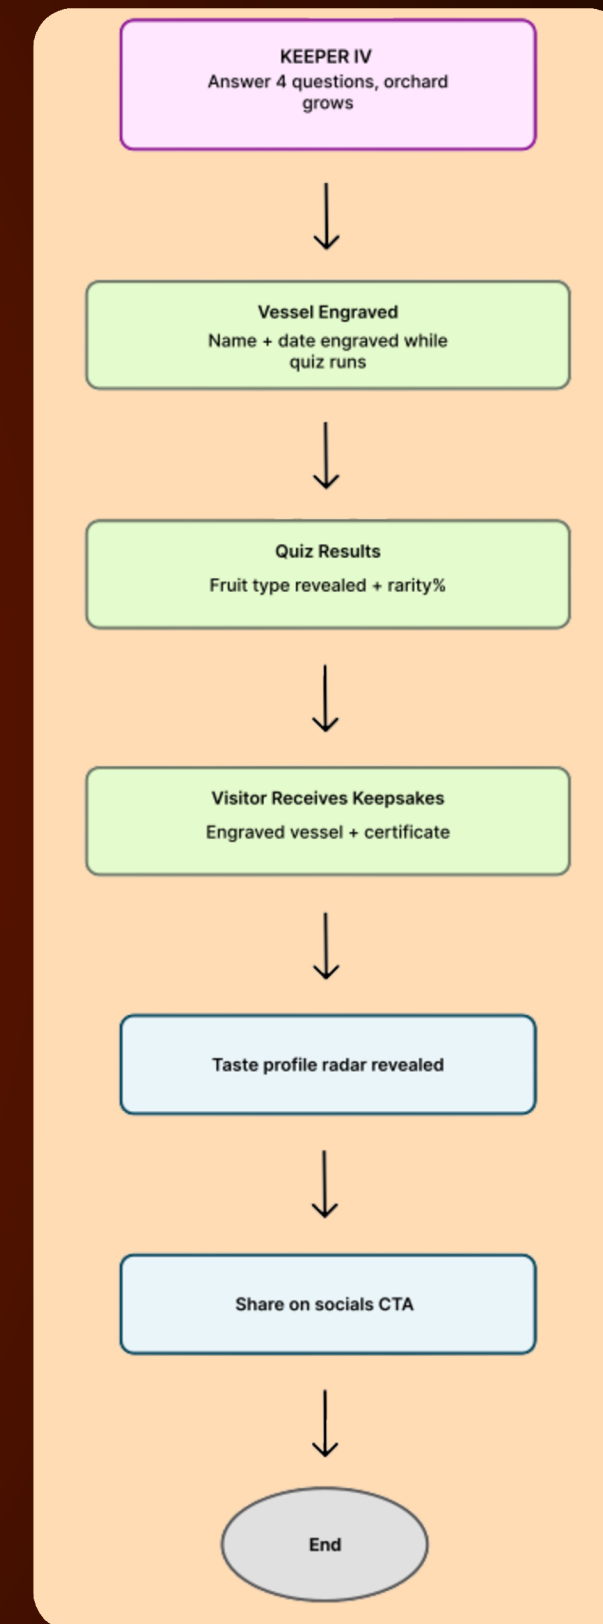 KEEPER IV
Answer 4 questions, orchard
grows
Vessel Engraved
Name + date engraved while
quiz runs
Quiz Results
Fruit type revealed + rarity%
Visitor Receives Keepsakes
Engraved vessel + certificate
Taste profile radar revealed
Share on socials CTA
End